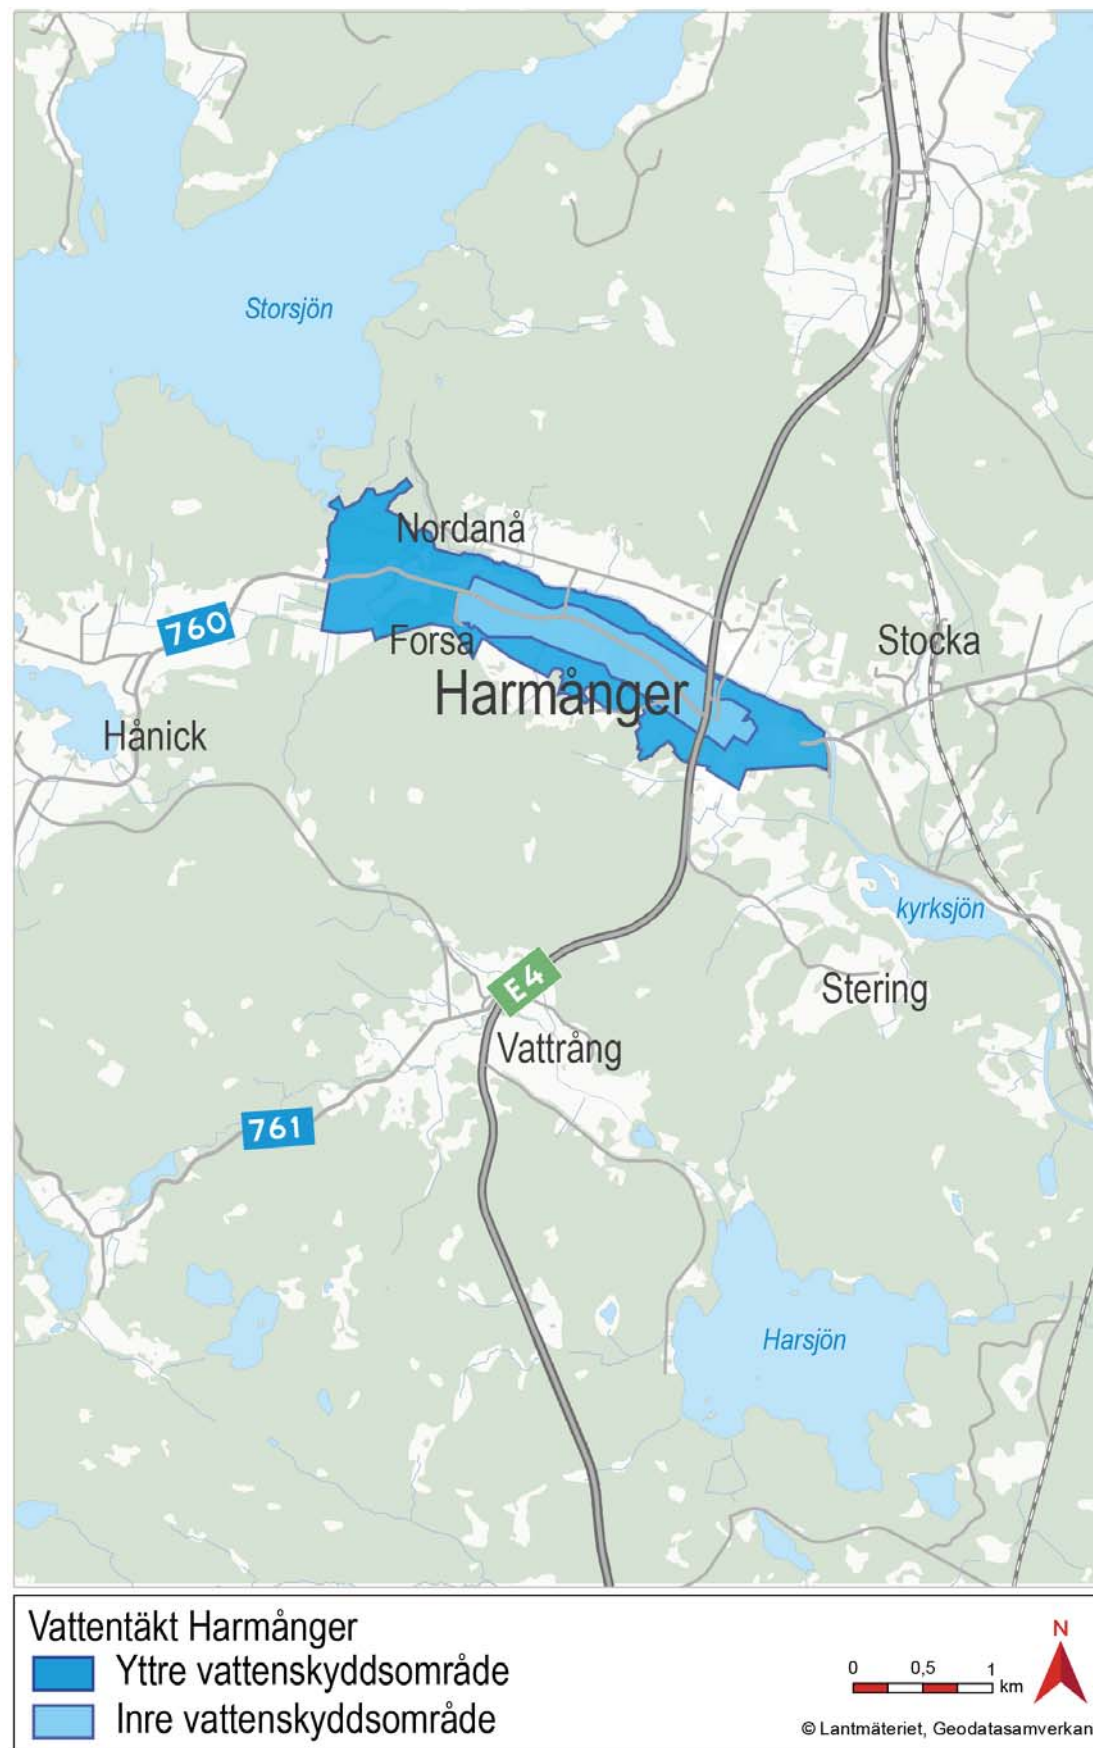 Storsjön
Nordanå
760
Forsa
Stocka
Harmånger
Hånick
kyrksjön
E4
Stering
Vattrång
761
Harsjön
Vattentäkt Harmånger
Yttre vattenskyddsområde
Inre vattenskyddsområde
N
0 0,5 1
km
© Lantmäteriet, Geodatasamverkan